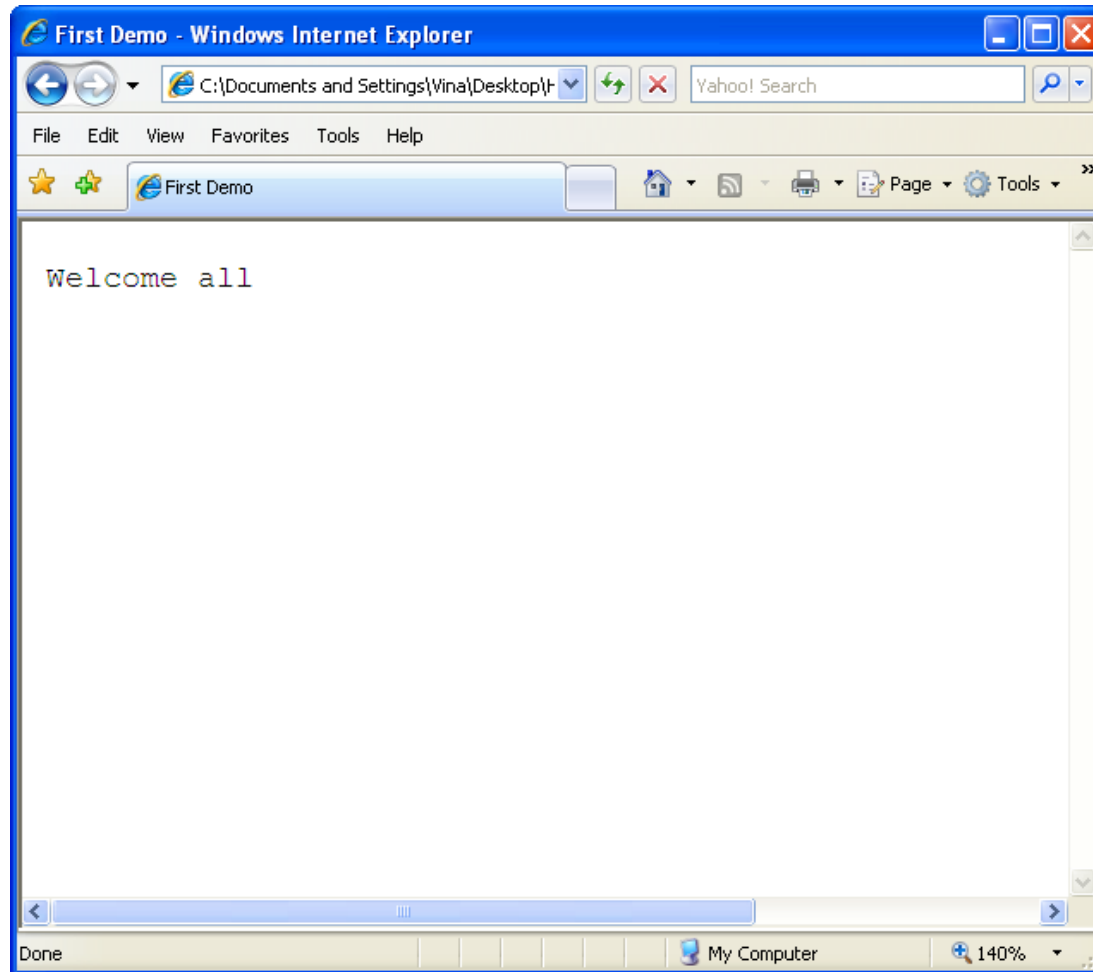 First Demo - Windows Internet Explorer
C:\Documents and Settings\Vina\Desktop\H Yahoo! Search
File Edit View Favorites Tools Help
First Demo Page Tools
Welcome all
Done My Computer 140%